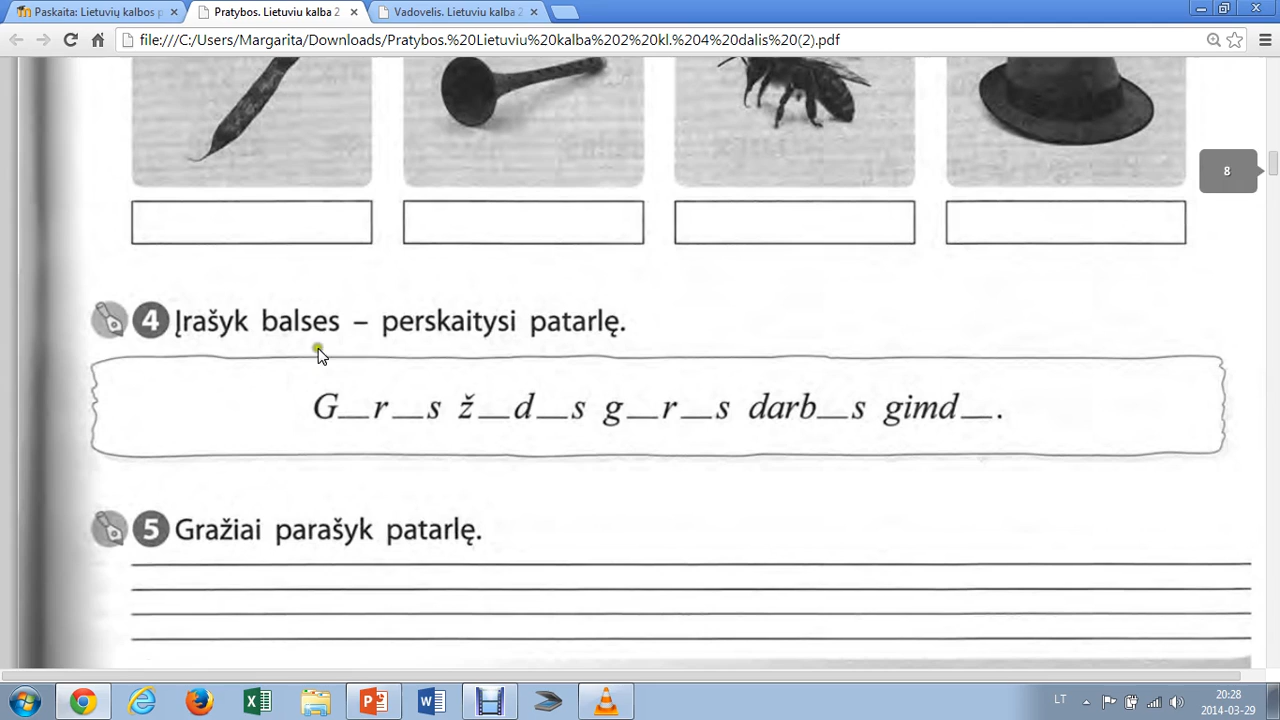 Paskaita: Lietuvių kalbos p
Pratybos. Lietuviu kalba 2
Vadovelis. Lietuviu kalba 2
file:///C:/Users/Margarita/Downloads/Pratybos.%20Lietuviu%20kalba%202%20kl.%204%20dalis%20(2).pdf
8
4 Įrašyk balses – perskaitysi patarlę.
G__r__s ž__d__s g__r__s darb__s gimd__.
5 Gražiai parašyk patarlę.
LT
20:28
2014-03-29